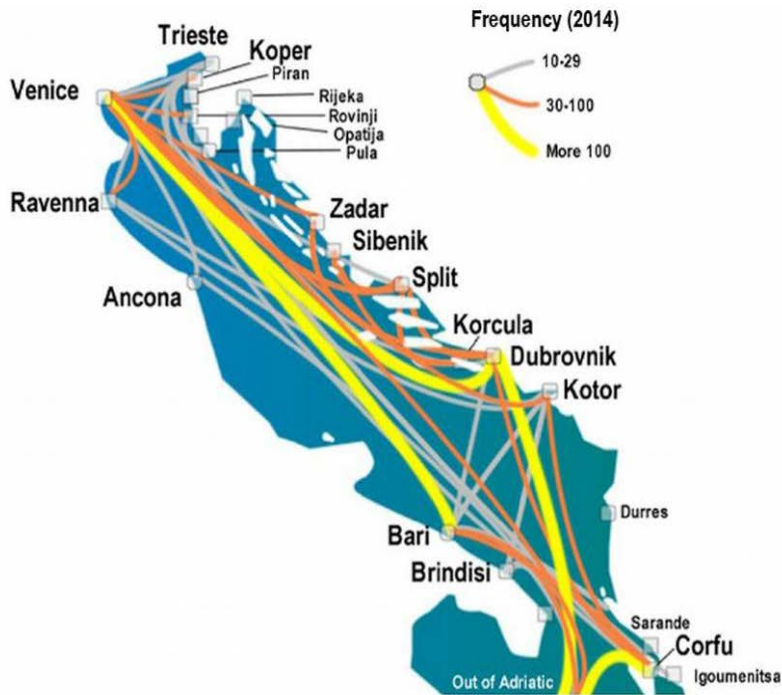 Frequency (2014)
10-29
30-100
More 100
Trieste
Koper
Piran
Venice
Rijeka
Rovinji
Opatija
Pula
Ravenna
Zadar
Sibenik
Ancona
Split
Korcula
Dubrovnik
Kotor
Durres
Bari
Brindisi
Sarande
Corfu
Igoumenitsa
Out of Adriatic